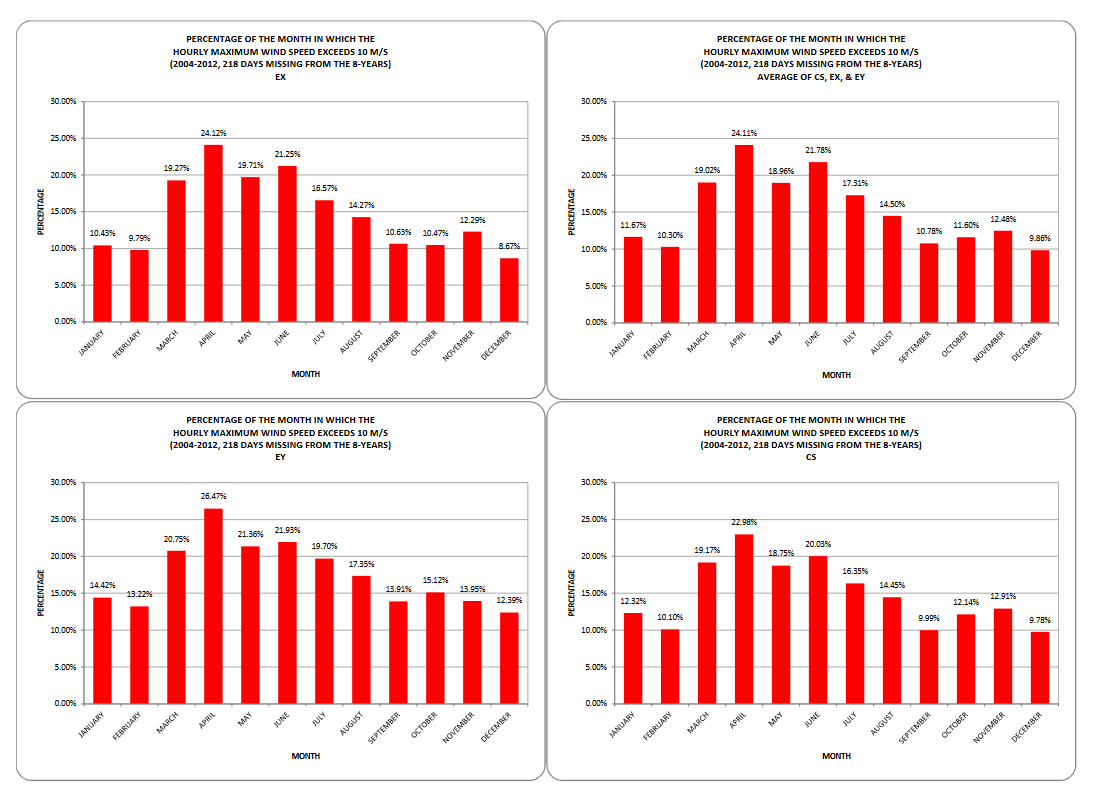 PERCENTAGE OF THE MONTH IN WHICH THE
HOURLY MAXIMUM WIND SPEED EXCEEDS 10 M/S
(2004-2012, 218 DAYS MISSING FROM THE 8-YEARS)
EX
30.00%
25.00%
20.00%
15.00%
10.00%
5.00%
0.00%
PERCENTAGE
10.43%
9.79%
19.27%
24.12%
19.71%
21.25%
16.57%
14.27%
10.63%
10.47%
12.29%
8.67%
JANUARY
FEBRUARY
MARCH
APRIL
MAY
JUNE
JULY
AUGUST
SEPTEMBER
OCTOBER
NOVEMBER
DECEMBER
MONTH
PERCENTAGE OF THE MONTH IN WHICH THE
HOURLY MAXIMUM WIND SPEED EXCEEDS 10 M/S
(2004-2012, 218 DAYS MISSING FROM THE 8-YEARS)
AVERAGE OF CS, EX, & EY
30.00%
25.00%
20.00%
15.00%
10.00%
5.00%
0.00%
PERCENTAGE
11.67%
10.30%
19.02%
24.11%
18.96%
21.78%
17.31%
14.50%
10.78%
11.60%
12.48%
9.86%
JANUARY
FEBRUARY
MARCH
APRIL
MAY
JUNE
JULY
AUGUST
SEPTEMBER
OCTOBER
NOVEMBER
DECEMBER
MONTH
PERCENTAGE OF THE MONTH IN WHICH THE
HOURLY MAXIMUM WIND SPEED EXCEEDS 10 M/S
(2004-2012, 218 DAYS MISSING FROM THE 8-YEARS)
EY
30.00%
25.00%
20.00%
15.00%
10.00%
5.00%
0.00%
PERCENTAGE
14.42%
13.22%
20.75%
26.47%
21.36%
21.93%
19.70%
17.35%
13.91%
15.12%
13.95%
12.39%
JANUARY
FEBRUARY
MARCH
APRIL
MAY
JUNE
JULY
AUGUST
SEPTEMBER
OCTOBER
NOVEMBER
DECEMBER
MONTH
PERCENTAGE OF THE MONTH IN WHICH THE
HOURLY MAXIMUM WIND SPEED EXCEEDS 10 M/S
(2004-2012, 218 DAYS MISSING FROM THE 8-YEARS)
CS
30.00%
25.00%
20.00%
15.00%
10.00%
5.00%
0.00%
PERCENTAGE
12.32%
10.10%
19.17%
22.98%
18.75%
20.03%
16.35%
14.45%
9.99%
12.14%
12.91%
9.78%
JANUARY
FEBRUARY
MARCH
APRIL
MAY
JUNE
JULY
AUGUST
SEPTEMBER
OCTOBER
NOVEMBER
DECEMBER
MONTH